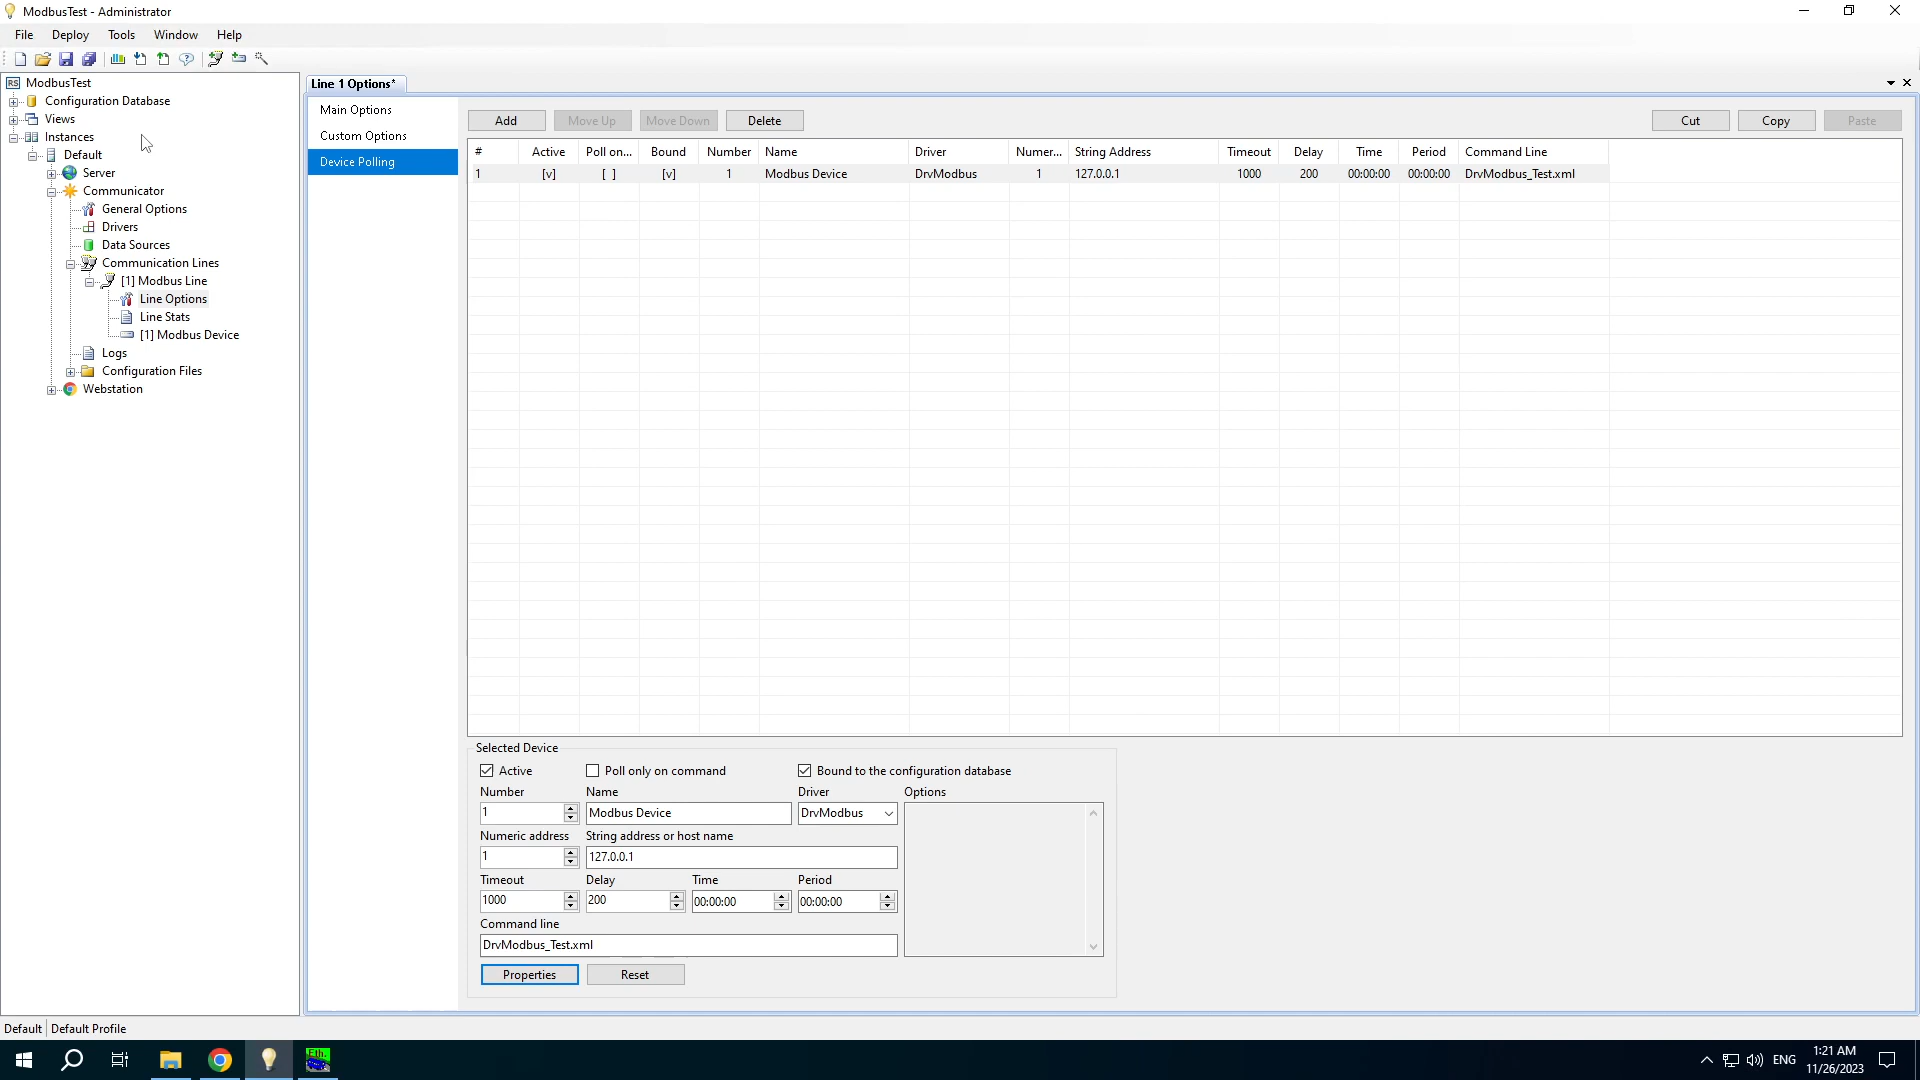 ModbusTest - Administrator
File Deploy Tools Window Help
RS ModbusTest
Configuration Database
Views
Instances
Default
Server
Communicator
General Options
Drivers
Data Sources
Communication Lines
[1] Modbus Line
Line Options
Line Stats
[1] Modbus Device
Logs
Configuration Files
Webstation
Line 1 Options*
Main Options
Custom Options
Device Polling
Add Move Up Move Down Delete Cut Copy Paste
# Active Poll on... Bound Number Name Driver Numer... String Address Timeout Delay Time Period Command Line
1 [v] [ ] [v] 1 Modbus Device DrvModbus 1 127.0.0.1 1000 200 00:00:00 00:00:00 DrvModbus_Test.xml
Selected Device
Active Poll only on command Bound to the configuration database
Number Name Driver Options
1 Modbus Device DrvModbus
Numeric address String address or host name
1 127.0.0.1
Timeout Delay Time Period
1000 200 00:00:00 00:00:00
Command line
DrvModbus_Test.xml
Properties Reset
Default Default Profile
Eth.
ENG
1:21 AM
11/26/2023